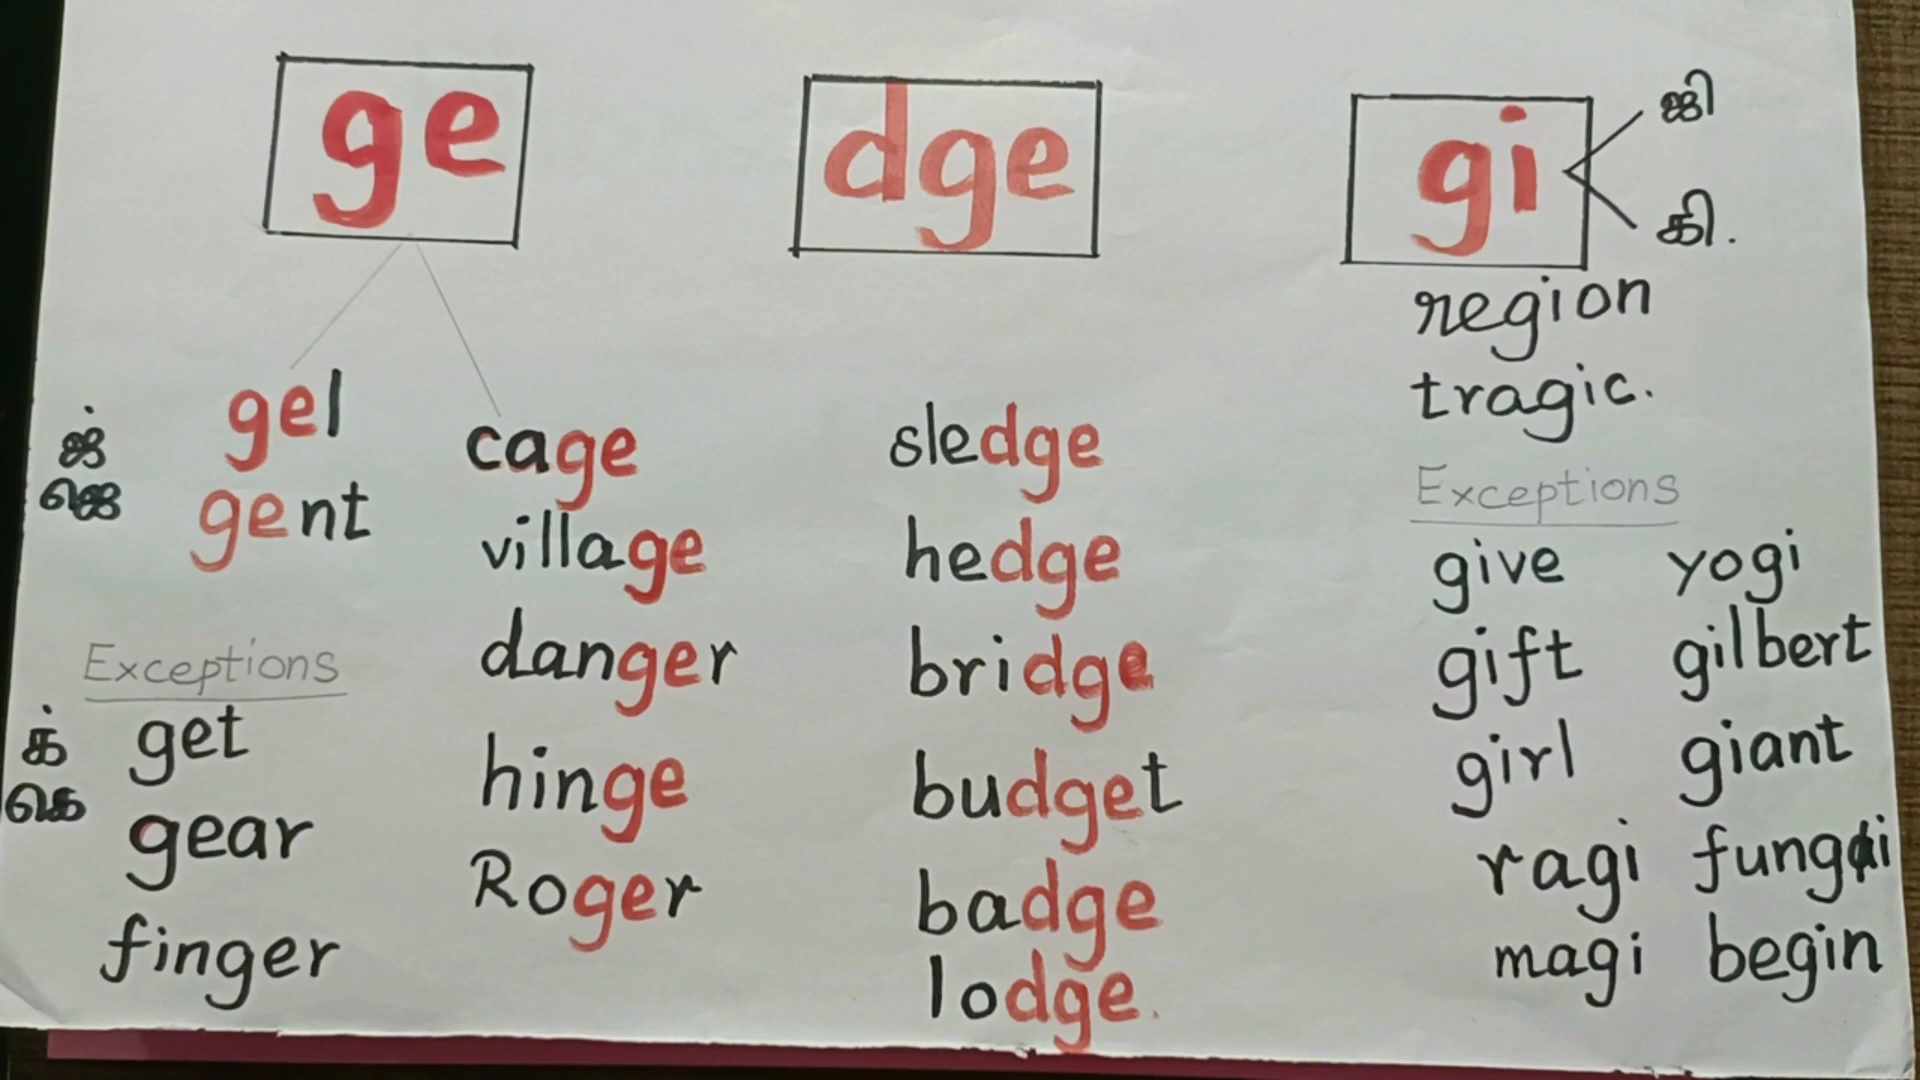 ge
dge
gi
ஜி
கி.
ஜ்
ஜெ
gel
gent
Exceptions
க்
கெ
get
gear
finger
cage
village
danger
hinge
Roger
sledge
hedge
bridge
budget
badge
lodge.
region
tragic.
Exceptions
give yogi
gift gilbert
girl giant
ragi fungi
magi begin